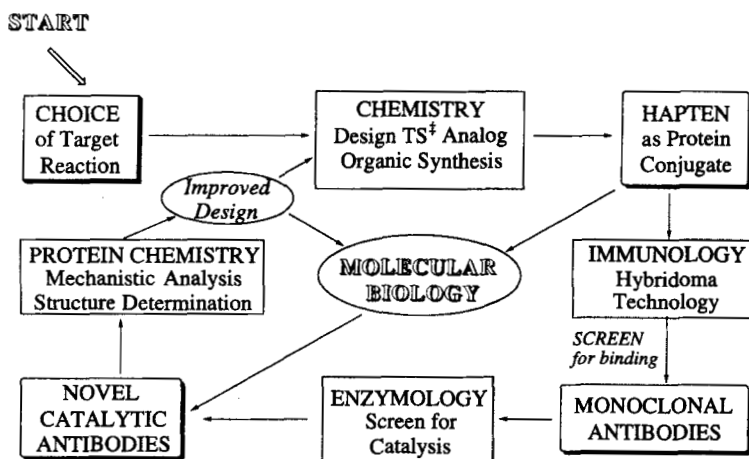 START
CHOICE
of Target
Reaction
CHEMISTRY
Design TS‡ Analog
Organic Synthesis
HAPTEN
as Protein
Conjugate
Improved
Design
PROTEIN CHEMISTRY
Mechanistic Analysis
Structure Determination
MOLECULAR
BIOLOGY
IMMUNOLOGY
Hybridoma
Technology
SCREEN
for binding
NOVEL
CATALYTIC
ANTIBODIES
ENZYMOLOGY
Screen for
Catalysis
MONOCLONAL
ANTIBODIES